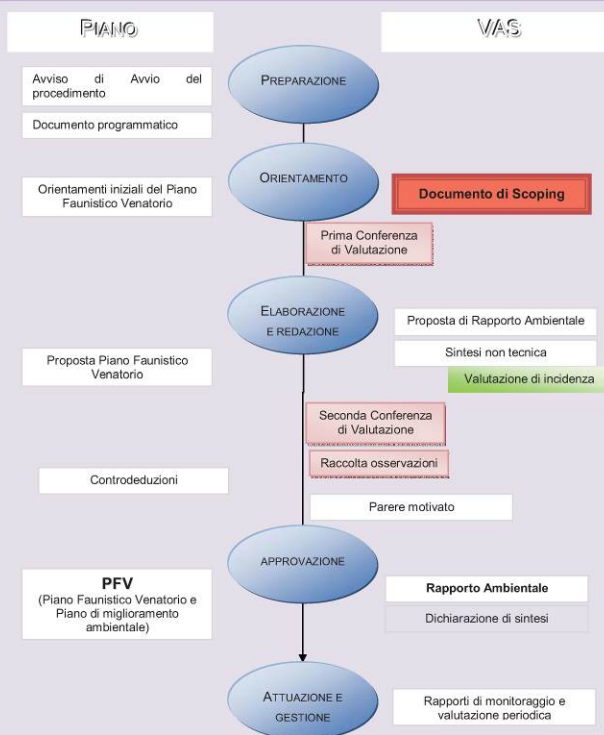 PIANO
VAS
PREPARAZIONE
Avviso di Avvio del
procedimento
Documento programmatico
ORIENTAMENTO
Orientamenti iniziali del Piano
Faunistico Venatorio
Documento di Scoping
Prima Conferenza
di Valutazione
ELABORAZIONE
E REDAZIONE
Proposta di Rapporto Ambientale
Sintesi non tecnica
Proposta Piano Faunistico
Venatorio
Valutazione di incidenza
Seconda Conferenza
di Valutazione
Raccolta osservazioni
Controdeduzioni
Parere motivato
APPROVAZIONE
PFV
(Piano Faunistico Venatorio e
Piano di miglioramento
ambientale)
Rapporto Ambientale
Dichiarazione di sintesi
ATTUAZIONE E
GESTIONE
Rapporti di monitoraggio e
valutazione periodica